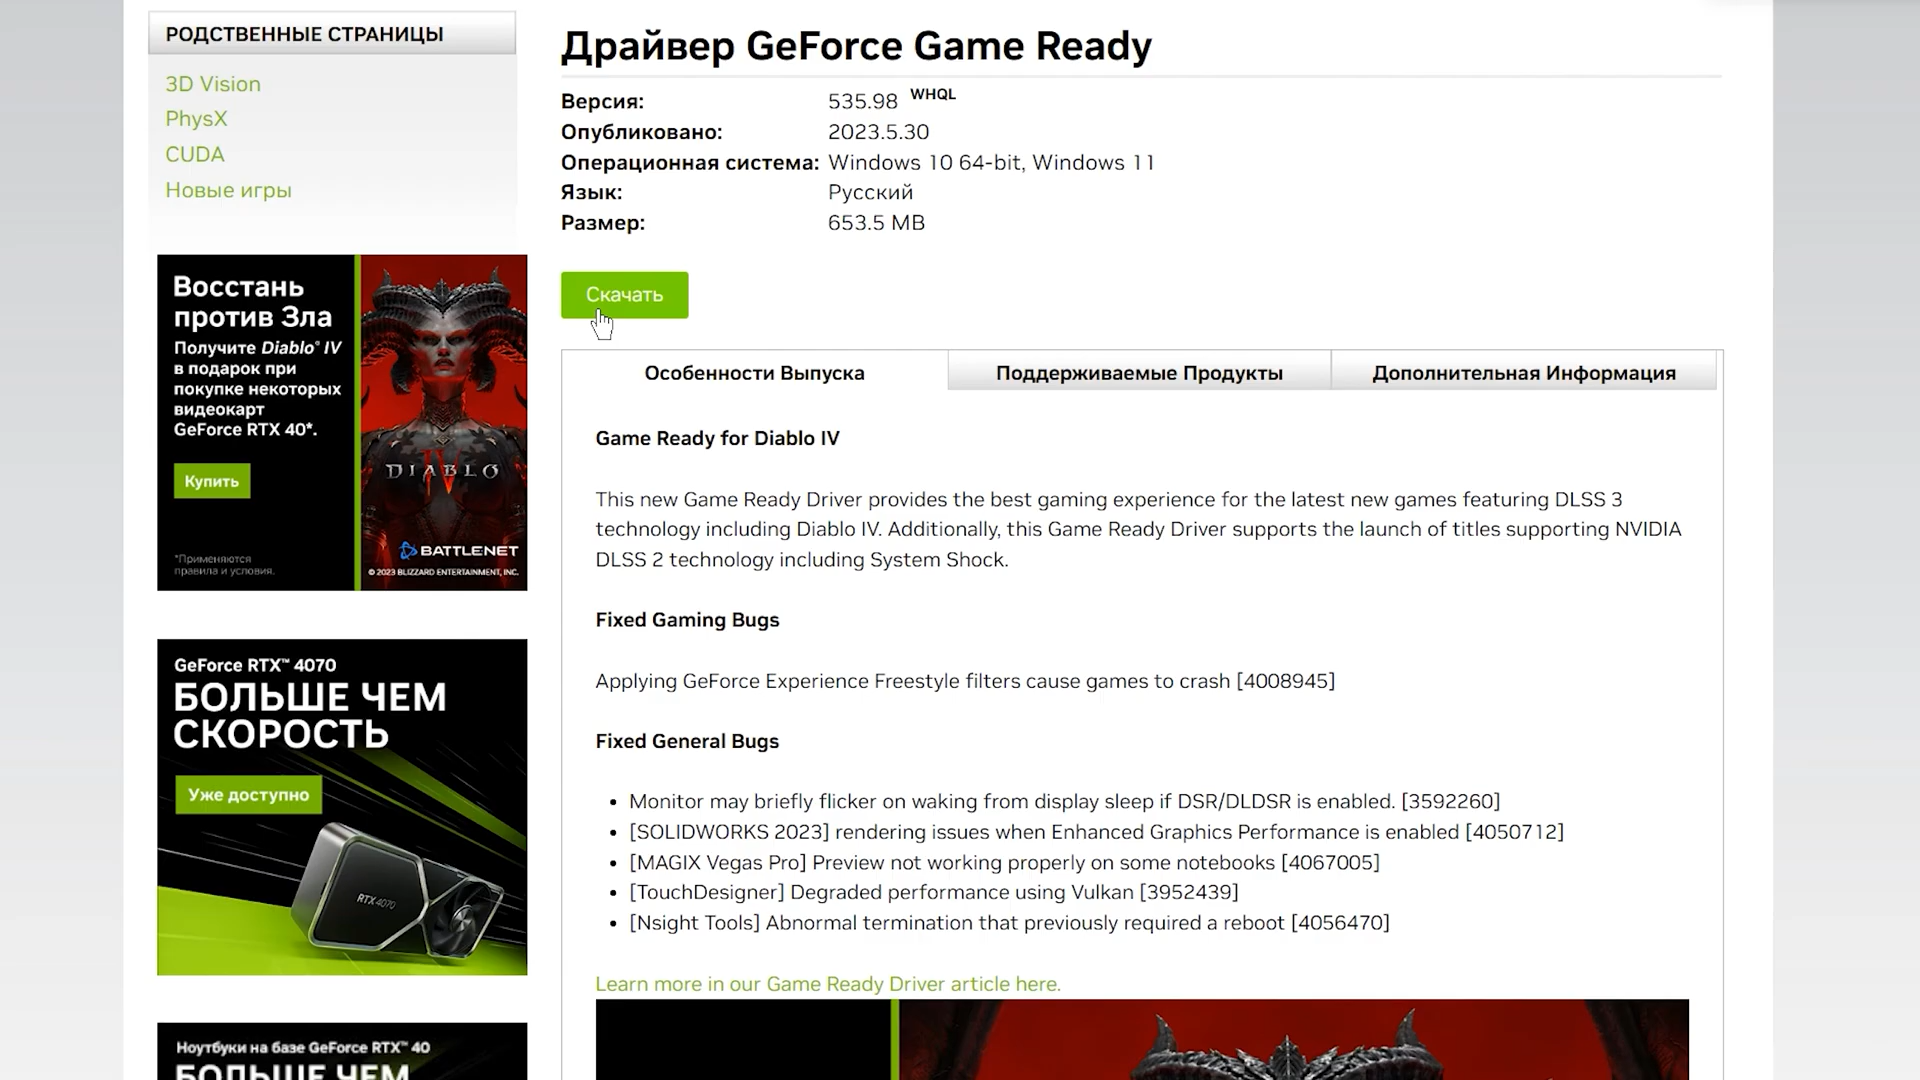 РОДСТВЕННЫЕ СТРАНИЦЫ
3D Vision
PhysX
CUDA
Новые игры
Восстань
против Зла
Получите Diablo® IV
в подарок при
покупке некоторых
видеокарт
GeForce RTX 40*.
Купить
*Применяются
правила и условия.
DIABLO
IV
BATTLENET
© 2023 BLIZZARD ENTERTAINMENT, INC.
GeForce RTX™ 4070
БОЛЬШЕ ЧЕМ
СКОРОСТЬ
Уже доступно
RTX 4070
Ноутбуки на базе GeForce RTX™ 40
БОЛЬШЕ ЧЕМ
Драйвер GeForce Game Ready
Версия: 535.98 WHQL
Опубликовано: 2023.5.30
Операционная система: Windows 10 64-bit, Windows 11
Язык: Русский
Размер: 653.5 MB
Скачать
Особенности Выпуска
Поддерживаемые Продукты
Дополнительная Информация
Game Ready for Diablo IV
This new Game Ready Driver provides the best gaming experience for the latest new games featuring DLSS 3
technology including Diablo IV. Additionally, this Game Ready Driver supports the launch of titles supporting NVIDIA
DLSS 2 technology including System Shock.
Fixed Gaming Bugs
Applying GeForce Experience Freestyle filters cause games to crash [4008945]
Fixed General Bugs
• Monitor may briefly flicker on waking from display sleep if DSR/DLDSR is enabled. [3592260]
• [SOLIDWORKS 2023] rendering issues when Enhanced Graphics Performance is enabled [4050712]
• [MAGIX Vegas Pro] Preview not working properly on some notebooks [4067005]
• [TouchDesigner] Degraded performance using Vulkan [3952439]
• [Nsight Tools] Abnormal termination that previously required a reboot [4056470]
Learn more in our Game Ready Driver article here.